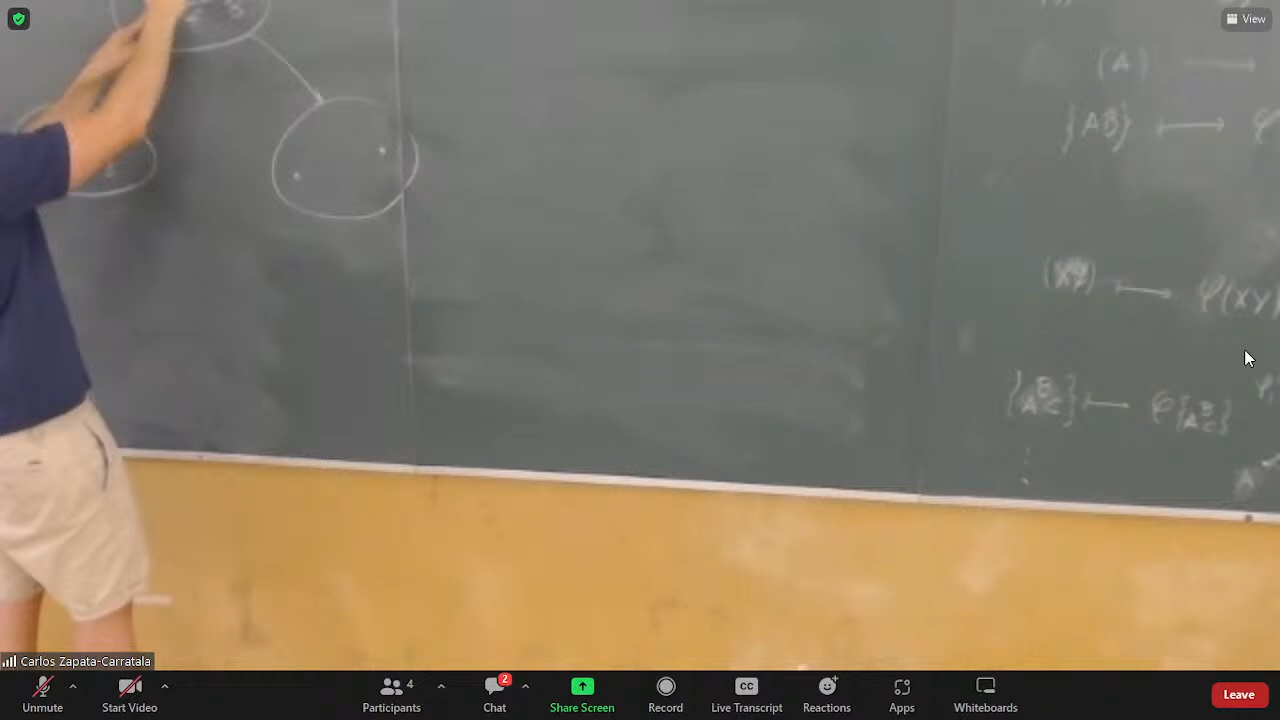 View
(A) ⟼
{AB} ⟼ φ
⟼ φ(XY)
{A B C} ⟼ φ{A B C}
⋮
A
Carlos Zapata-Carratala
4
2
CC
Unmute
Start Video
Participants
Chat
Share Screen
Record
Live Transcript
Reactions
Apps
Whiteboards
Leave